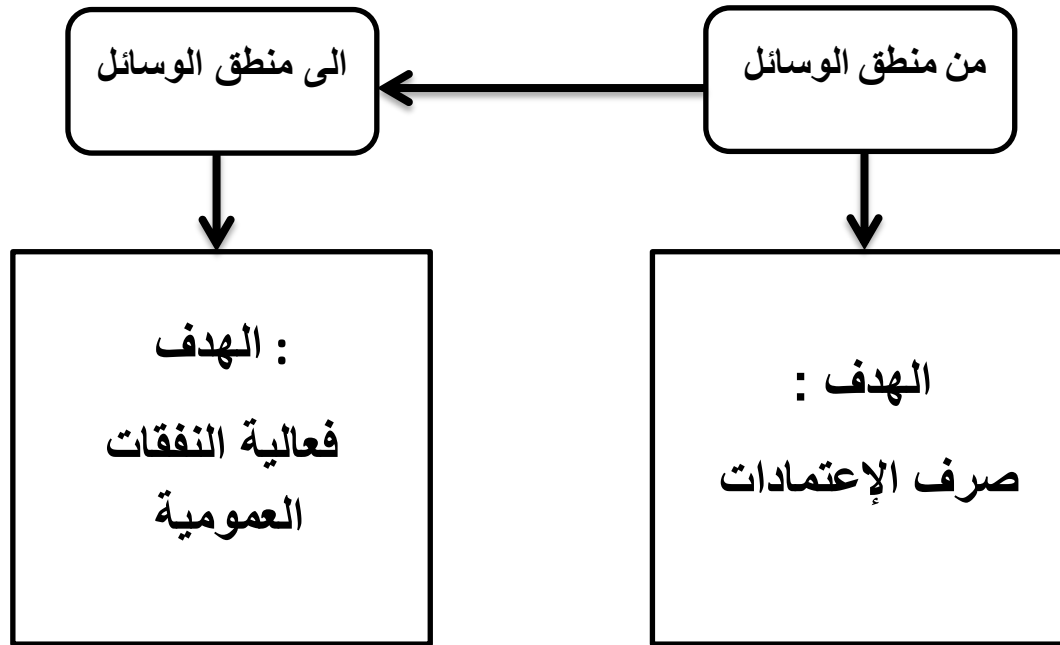 من منطق الوسائل
الى منطق الوسائل
الهدف :
صرف الإعتمادات
: الهدف
فعالية النفقات
العمومية